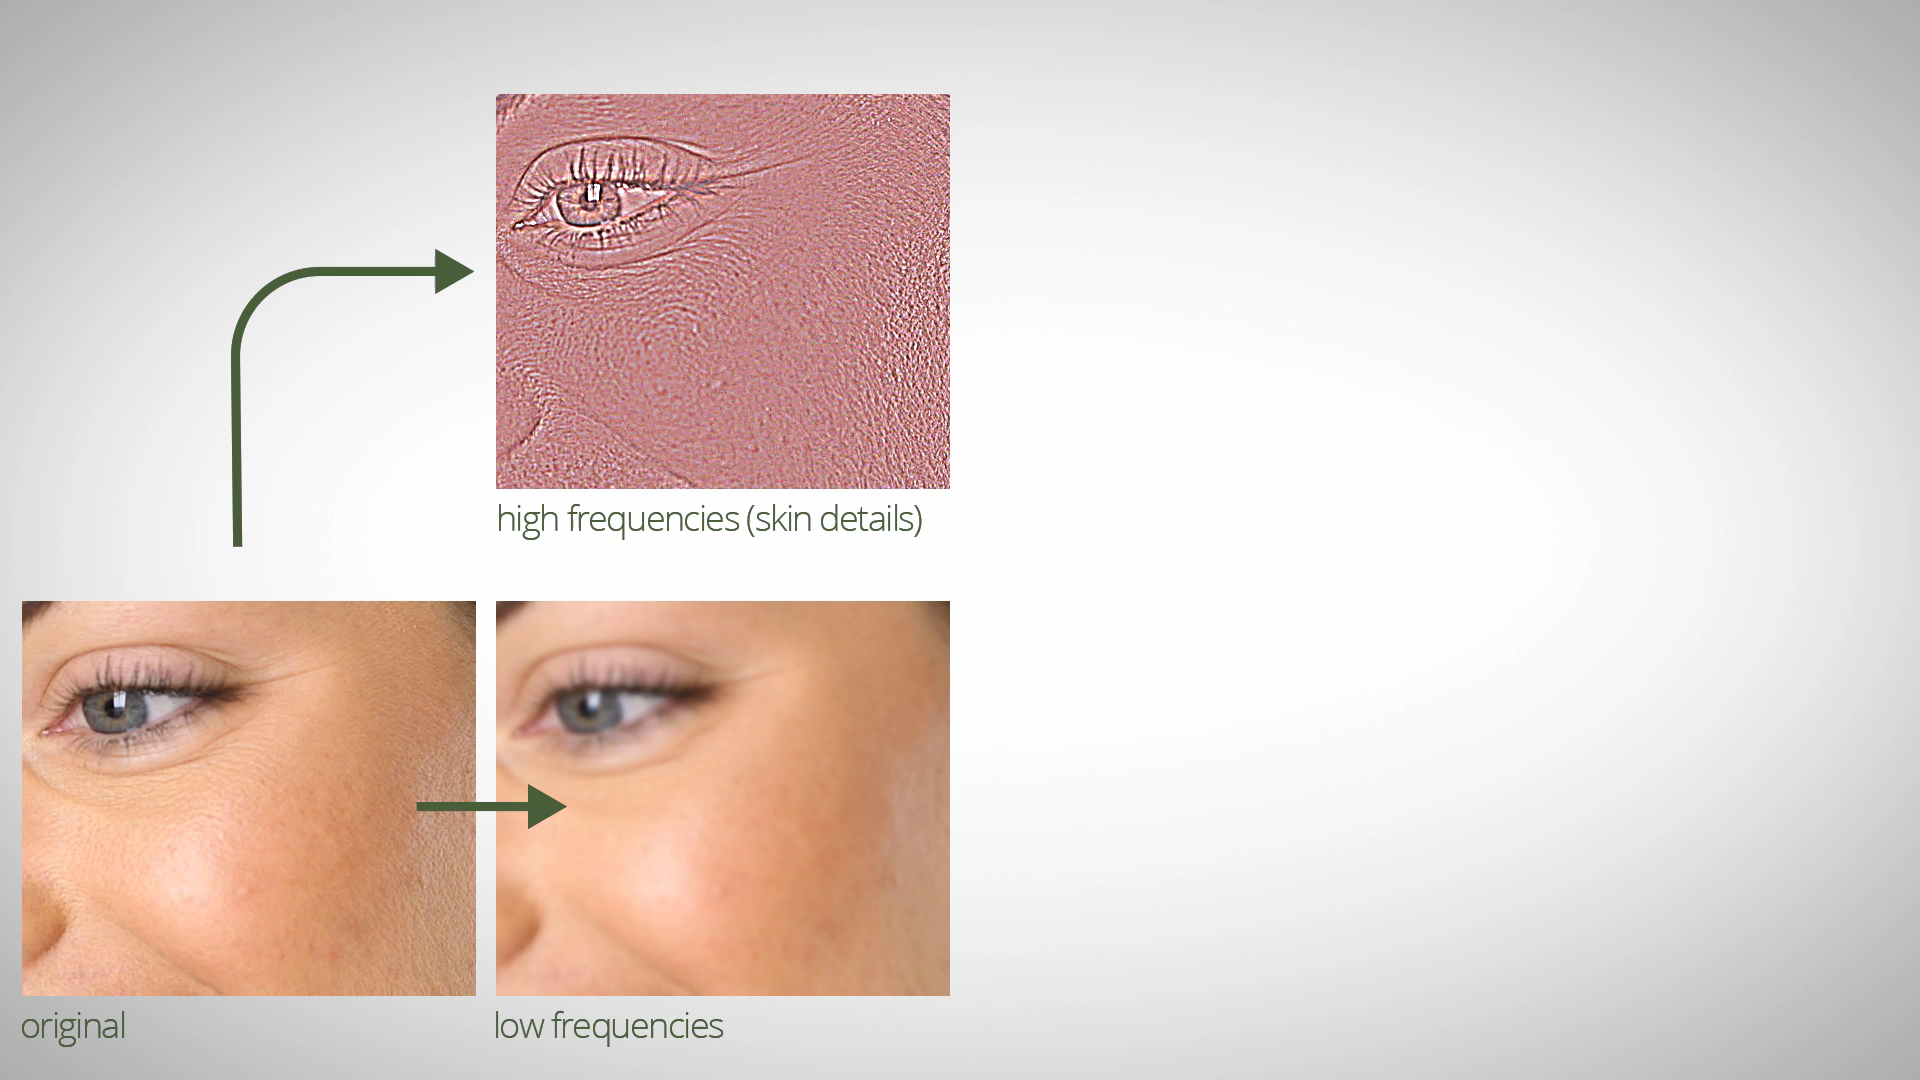 high frequencies (skin details)
original
low frequencies